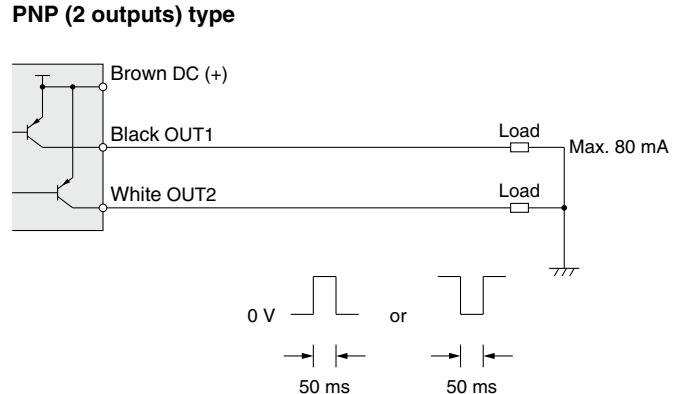 PNP (2 outputs) type
Brown DC (+)
Black OUT1
Load
Max. 80 mA
White OUT2
Load
0 V
or
50 ms
50 ms